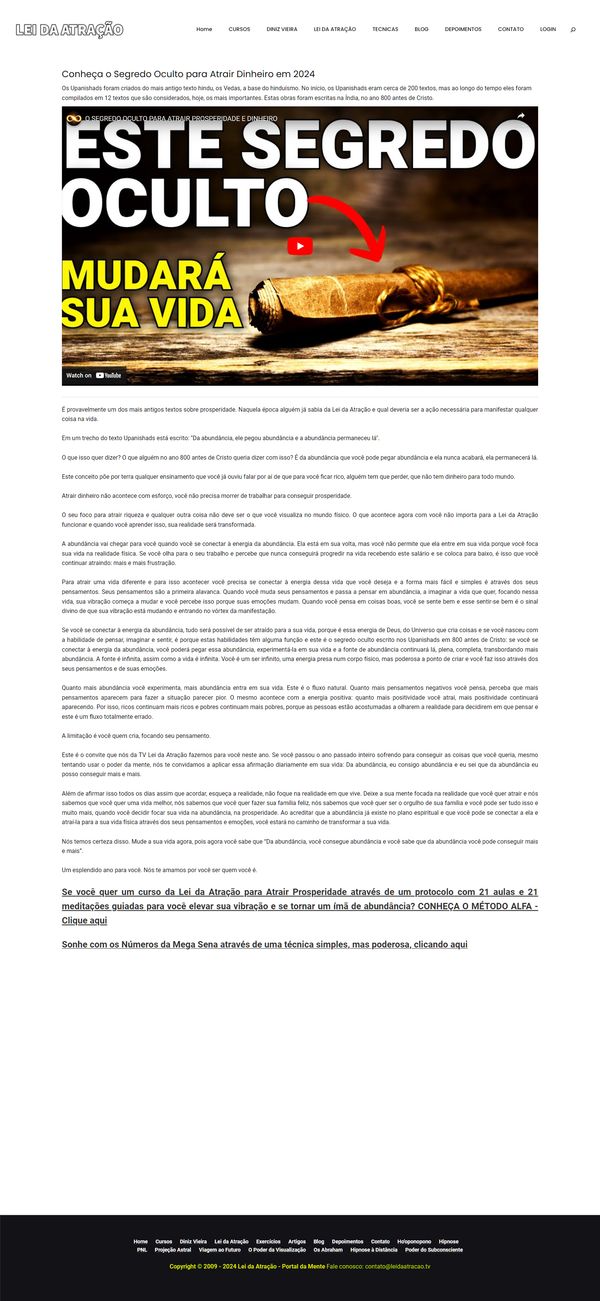 LEI DA ATRAÇÃO
Home CURSOS DINIZ VIEIRA LEI DA ATRAÇÃO TECNICAS BLOG DEPOIMENTOS CONTATO LOGIN
Conheça o Segredo Oculto para Atrair Dinheiro em 2024
Os Upanishads foram criados do mais antigo texto hindu, os Vedas, a base do hinduísmo. No início, os Upanishads eram cerca de 200 textos, mas ao longo do tempo eles foram
compilados em 12 textos que são considerados, hoje, os mais importantes. Estas obras foram escritas na Índia, no ano 800 antes de Cristo.
O SEGREDO OCULTO PARA ATRAIR PROSPERIDADE E DINHEIRO
ESTE SEGREDO
OCULTO
MUDARÁ
SUA VIDA
Watch on YouTube
É provavelmente um dos mais antigos textos sobre prosperidade. Naquela época alguém já sabia da Lei da Atração e qual deveria ser a ação necessária para manifestar qualquer
coisa na vida.
Em um trecho do texto Upanishads está escrito: "Da abundância, ele pegou abundância e a abundância permaneceu lá".
O que isso quer dizer? O que alguém no ano 800 antes de Cristo queria dizer com isso? É da abundância que você pode pegar abundância e ela nunca acabará, ela permanecerá lá.
Este conceito põe por terra qualquer ensinamento que você já ouviu falar por aí de que para você ficar rico, alguém tem que perder, que não tem dinheiro para todo mundo.
Atrair dinheiro não acontece com esforço, você não precisa morrer de trabalhar para conseguir prosperidade.
O seu foco para atrair riqueza e qualquer outra coisa não deve ser o que você visualiza no mundo físico. O que acontece agora com você não importa para a Lei da Atração
funcionar e quando você aprender isso, sua realidade será transformada.
A abundância vai chegar para você quando você se conectar à energia da abundância. Ela está em sua volta, mas você não permite que ela entre em sua vida porque você foca
sua vida na realidade física. Se você olha para o seu trabalho e percebe que nunca conseguirá progredir na vida recebendo este salário e se coloca para baixo, é isso que você
continuar atraindo: mais e mais frustração.
Para atrair uma vida diferente e para isso acontecer você precisa se conectar à energia dessa vida que você deseja e a forma mais fácil e simples é através dos seus
pensamentos. Seus pensamentos são a primeira alavanca. Quando você muda seus pensamentos e passa a pensar em abundância, a imaginar a vida que quer, focando nessa
vida, sua vibração começa a mudar e você percebe isso porque suas emoções mudam. Quando você pensa em coisas boas, você se sente bem e esse sentir-se bem é o sinal
divino de que sua vibração está mudando e entrando no vórtex da manifestação.
Se você se conectar à energia da abundância, tudo será possível de ser atraído para a sua vida, porque é essa energia de Deus, do Universo que cria coisas e se você nasceu com
a habilidade de pensar, imaginar e sentir, é porque estas habilidades têm alguma função e este é o segredo oculto escrito nos Upanishads em 800 antes de Cristo: se você se
conectar à energia da abundância, você poderá pegar essa abundância, experimentá-la em sua vida e a fonte de abundância continuará lá, plena, completa, transbordando mais
abundância. A fonte é infinita, assim como a vida é infinita. Você é um ser infinito, uma energia presa num corpo físico, mas poderosa a ponto de criar e você faz isso através dos
seus pensamentos e de suas emoções.
Quanto mais abundância você experimenta, mais abundância entra em sua vida. Este é o fluxo natural. Quanto mais pensamentos negativos você pensa, perceba que mais
pensamentos aparecem para fazer a situação parecer pior. O mesmo acontece com a energia positiva: quanto mais positividade você atrai, mais positividade continuará
aparecendo. Por isso, ricos continuam mais ricos e pobres continuam mais pobres, porque as pessoas estão acostumadas a olharem a realidade para decidirem em que pensar e
este é um fluxo totalmente errado.
A limitação é você quem cria, focando seu pensamento.
Este é o convite que nós da TV Lei da Atração fazemos para você neste ano. Se você passou o ano passado inteiro sofrendo para conseguir as coisas que você queria, mesmo
tentando usar o poder da mente, nós te convidamos a aplicar essa afirmação diariamente em sua vida: Da abundância, eu consigo abundância e eu sei que da abundância eu
posso conseguir mais e mais.
Além de afirmar isso todos os dias assim que acordar, esqueça a realidade, não foque na realidade em que vive. Deixe a sua mente focada na realidade que você quer atrair e nós
sabemos que você quer uma vida melhor, nós sabemos que você quer fazer sua família feliz, nós sabemos que você quer ser o orgulho de sua família e você pode ser tudo isso e
muito mais, quando você decidir focar sua vida na abundância, na prosperidade. Ao acreditar que a abundância já existe no plano espiritual e que você pode se conectar a ela e
atraí-la para a sua vida física através dos seus pensamentos e emoções, você estará no caminho de transformar a sua vida.
Nós temos certeza disso. Mude a sua vida agora, pois agora você sabe que "Da abundância, você consegue abundância e você sabe que da abundância você pode conseguir mais
e mais".
Um esplendido ano para você. Nós te amamos por você ser quem você é.
Se você quer um curso da Lei da Atração para Atrair Prosperidade através de um protocolo com 21 aulas e 21
meditações guiadas para você elevar sua vibração e se tornar um ímã de abundância? CONHEÇA O MÉTODO ALFA -
Clique aqui
Sonhe com os Números da Mega Sena através de uma técnica simples, mas poderosa, clicando aqui
Home Cursos Diniz Vieira Lei da Atração Exercícios Artigos Blog Depoimentos Contato Ho'oponopono Hipnose
PNL Projeção Astral Viagem ao Futuro O Poder da Visualização Os Abraham Hipnose à Distância Poder do Subconsciente
Copyright © 2009 - 2024 Lei da Atração - Portal da Mente Fale conosco: contato@leidaatracao.tv